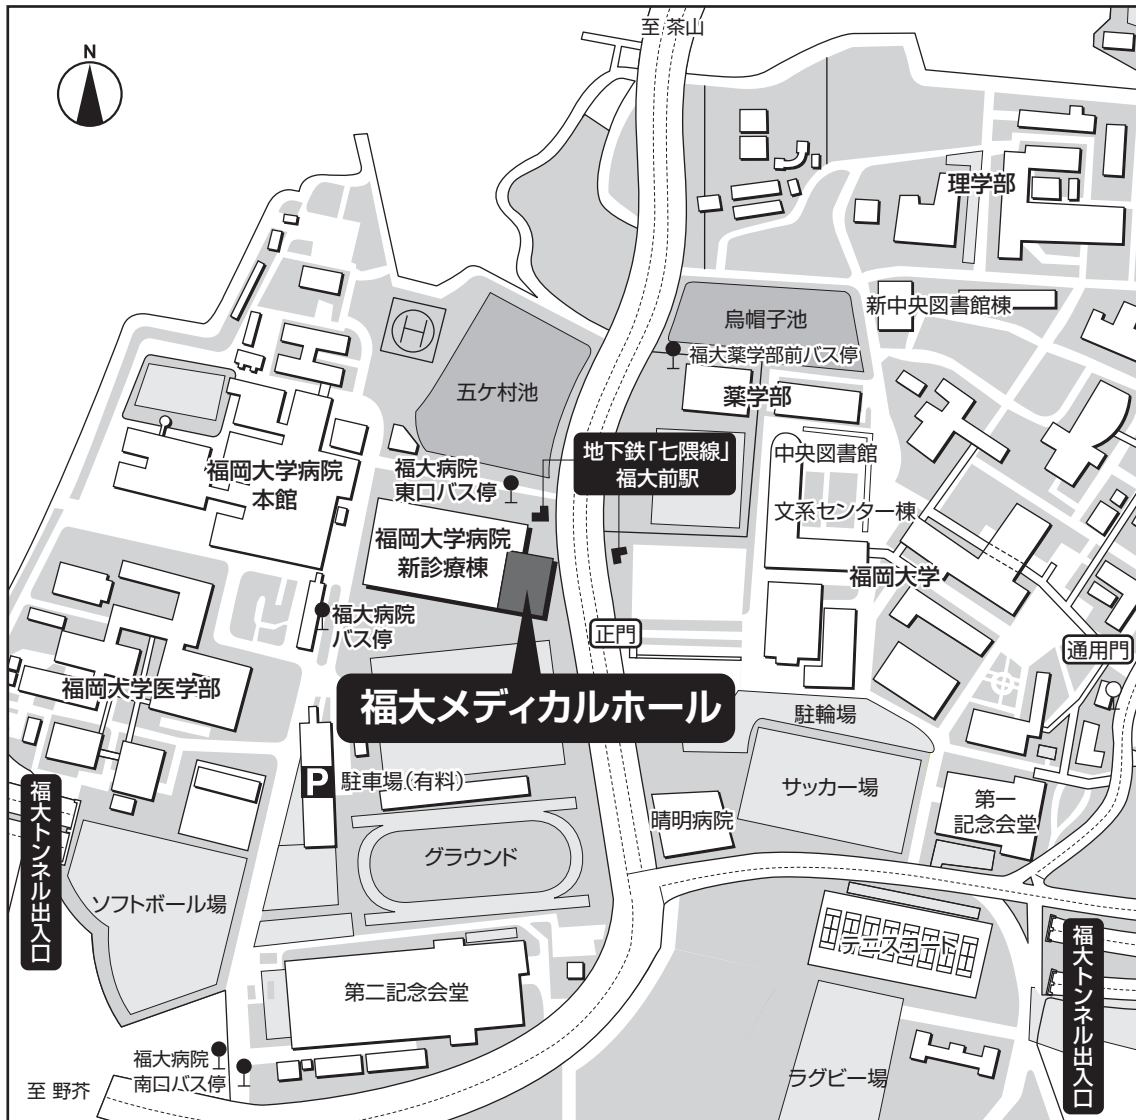 至 茶山
N
理学部
新中央図書館棟
烏帽子池
福大薬学部前バス停
薬学部
五ケ村池
地下鉄「七隈線」
福大前駅
中央図書館
福大病院
東口バス停
福岡大学病院
本館
文系センター棟
福岡大学病院
新診療棟
福岡大学
福大病院
バス停
正門
通用門
福岡大学医学部
福大メディカルホール
駐輪場
P
駐車場(有料)
サッカー場
第一
記念会堂
晴明病院
福大トンネル出入口
グラウンド
ソフトボール場
テニスコート
福大トンネル出入口
第二記念会堂
福大病院
南口バス停
ラグビー場
至 野芥
H